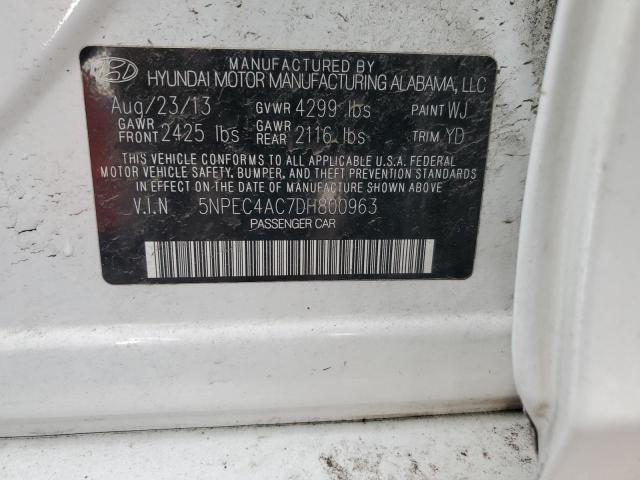 MANUFACTURED BY
HYUNDAI MOTOR MANUFACTURING ALABAMA, LLC
Aug/23/13 GVWR 4299 lbs PAINT WJ
GAWR FRONT 2425 lbs GAWR REAR 2116 lbs TRIM YD
THIS VEHICLE CONFORMS TO ALL APPLICABLE U.S.A. FEDERAL
MOTOR VEHICLE SAFETY, BUMPER, AND THEFT PREVENTION STANDARDS
IN EFFECT ON THE DATE OF MANUFACTURE SHOWN ABOVE.
V.I.N 5NPEC4AC7DH800963
PASSENGER CAR